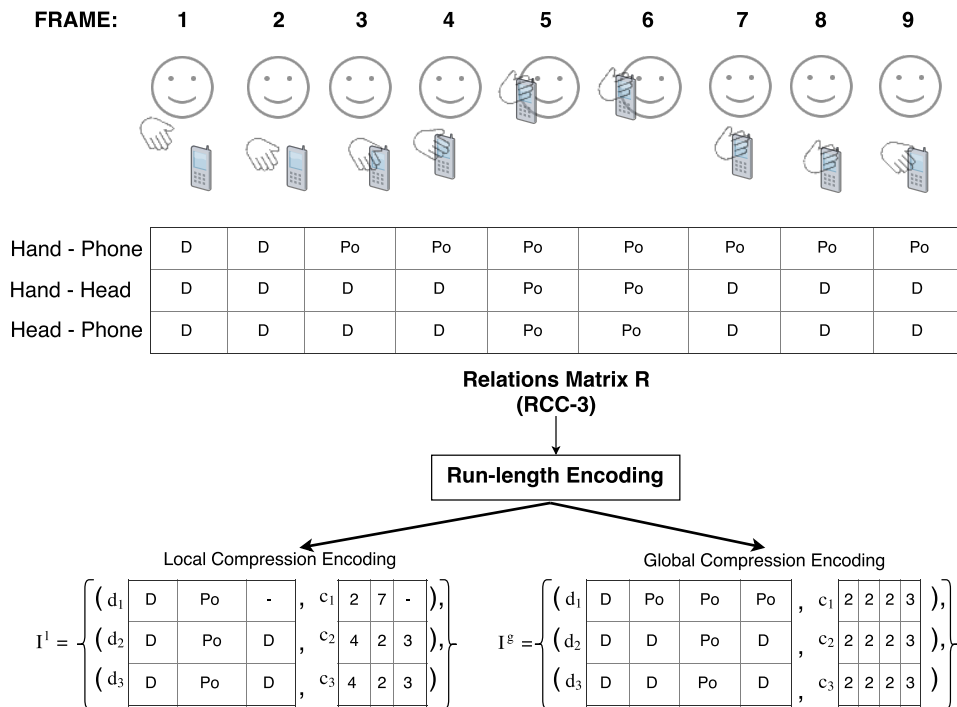 FRAME: 1 2 3 4 5 6 7 8 9
Hand - Phone D D Po Po Po Po Po Po Po
Hand - Head D D D D Po Po D D D
Head - Phone D D D D Po Po D D D
Relations Matrix R
(RCC-3)
Run-length Encoding
Local Compression Encoding
Global Compression Encoding
I^l = { ( d₁ D Po - , c₁ 2 7 - ),
( d₂ D Po D , c₂ 4 2 3 ),
( d₃ D Po D , c₃ 4 2 3 ) }
I^g = { ( d₁ D Po Po Po , c₁ 2 2 2 3 ),
( d₂ D D Po D , c₂ 2 2 2 3 ),
( d₃ D D Po D , c₃ 2 2 2 3 ) }